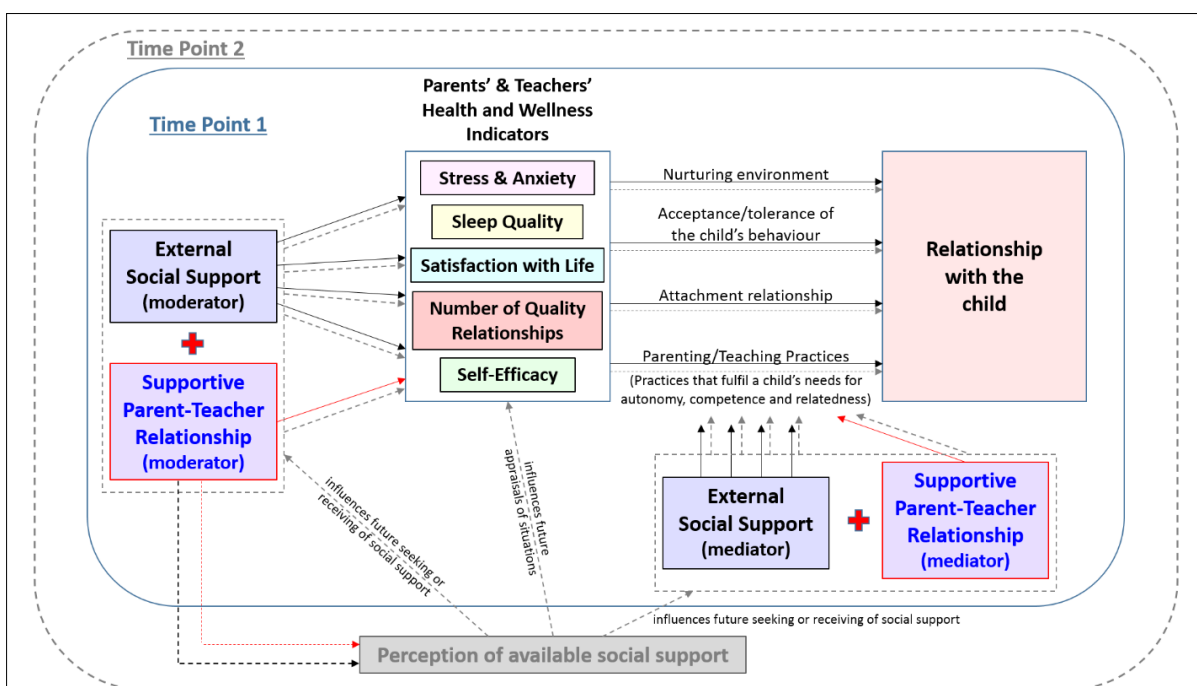 Time Point 2
Time Point 1
Parents' & Teachers'
Health and Wellness
Indicators
Stress & Anxiety
Sleep Quality
Satisfaction with Life
Number of Quality
Relationships
Self-Efficacy
External
Social Support
(moderator)
Supportive
Parent-Teacher
Relationship
(moderator)
Nurturing environment
Acceptance/tolerance of
the child's behaviour
Attachment relationship
Parenting/Teaching Practices
(Practices that fulfil a child's needs for
autonomy, competence and relatedness)
Relationship
with the
child
External
Social Support
(mediator)
Supportive
Parent-Teacher
Relationship
(mediator)
influences future seeking or
receiving of social support
influences future
appraisals of situations
influences future seeking or receiving of social support
Perception of available social support